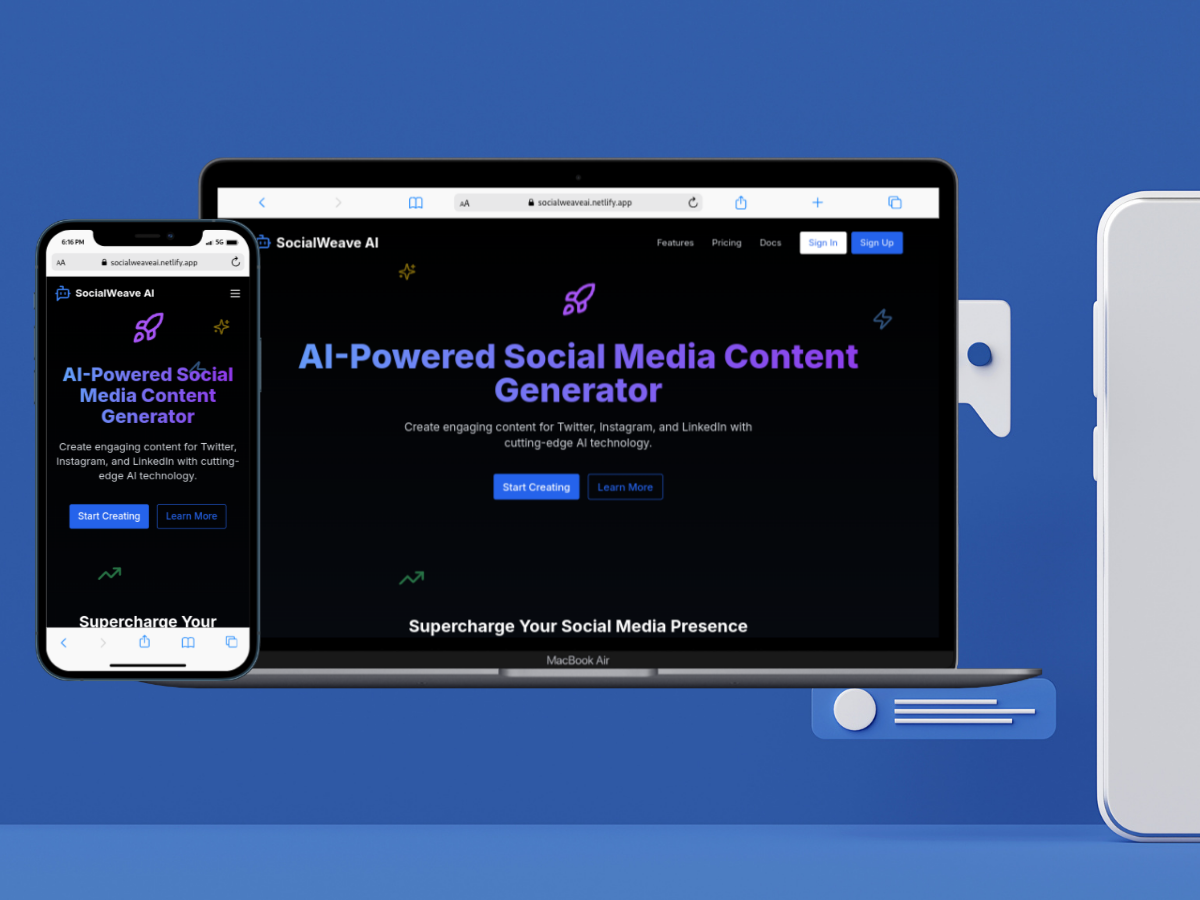 6:16 PM
5G
AA
socialweaveai.netlify.app
SocialWeave AI
AI-Powered Social
Media Content
Generator
Create engaging content for Twitter,
Instagram, and LinkedIn with cutting-
edge AI technology.
Start Creating
Learn More
Supercharge Your
AA
socialweaveai.netlify.app
SocialWeave AI
Features
Pricing
Docs
Sign In
Sign Up
AI-Powered Social Media Content
Generator
Create engaging content for Twitter, Instagram, and LinkedIn with
cutting-edge AI technology.
Start Creating
Learn More
Supercharge Your Social Media Presence
MacBook Air